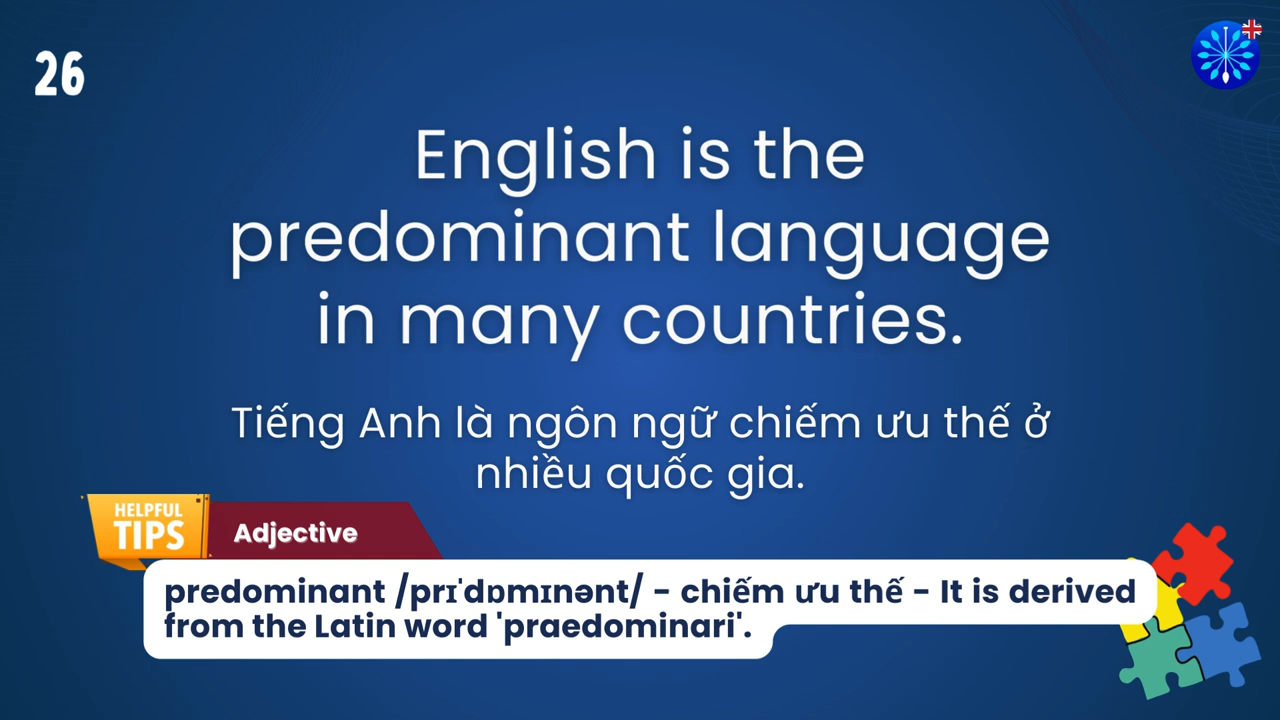 26
English is the
predominant language
in many countries.
Tiếng Anh là ngôn ngữ chiếm ưu thế ở
nhiều quốc gia.
HELPFUL
TIPS
Adjective
predominant /prɪˈdɒmɪnənt/ - chiếm ưu thế - It is derived
from the Latin word 'praedominari'.